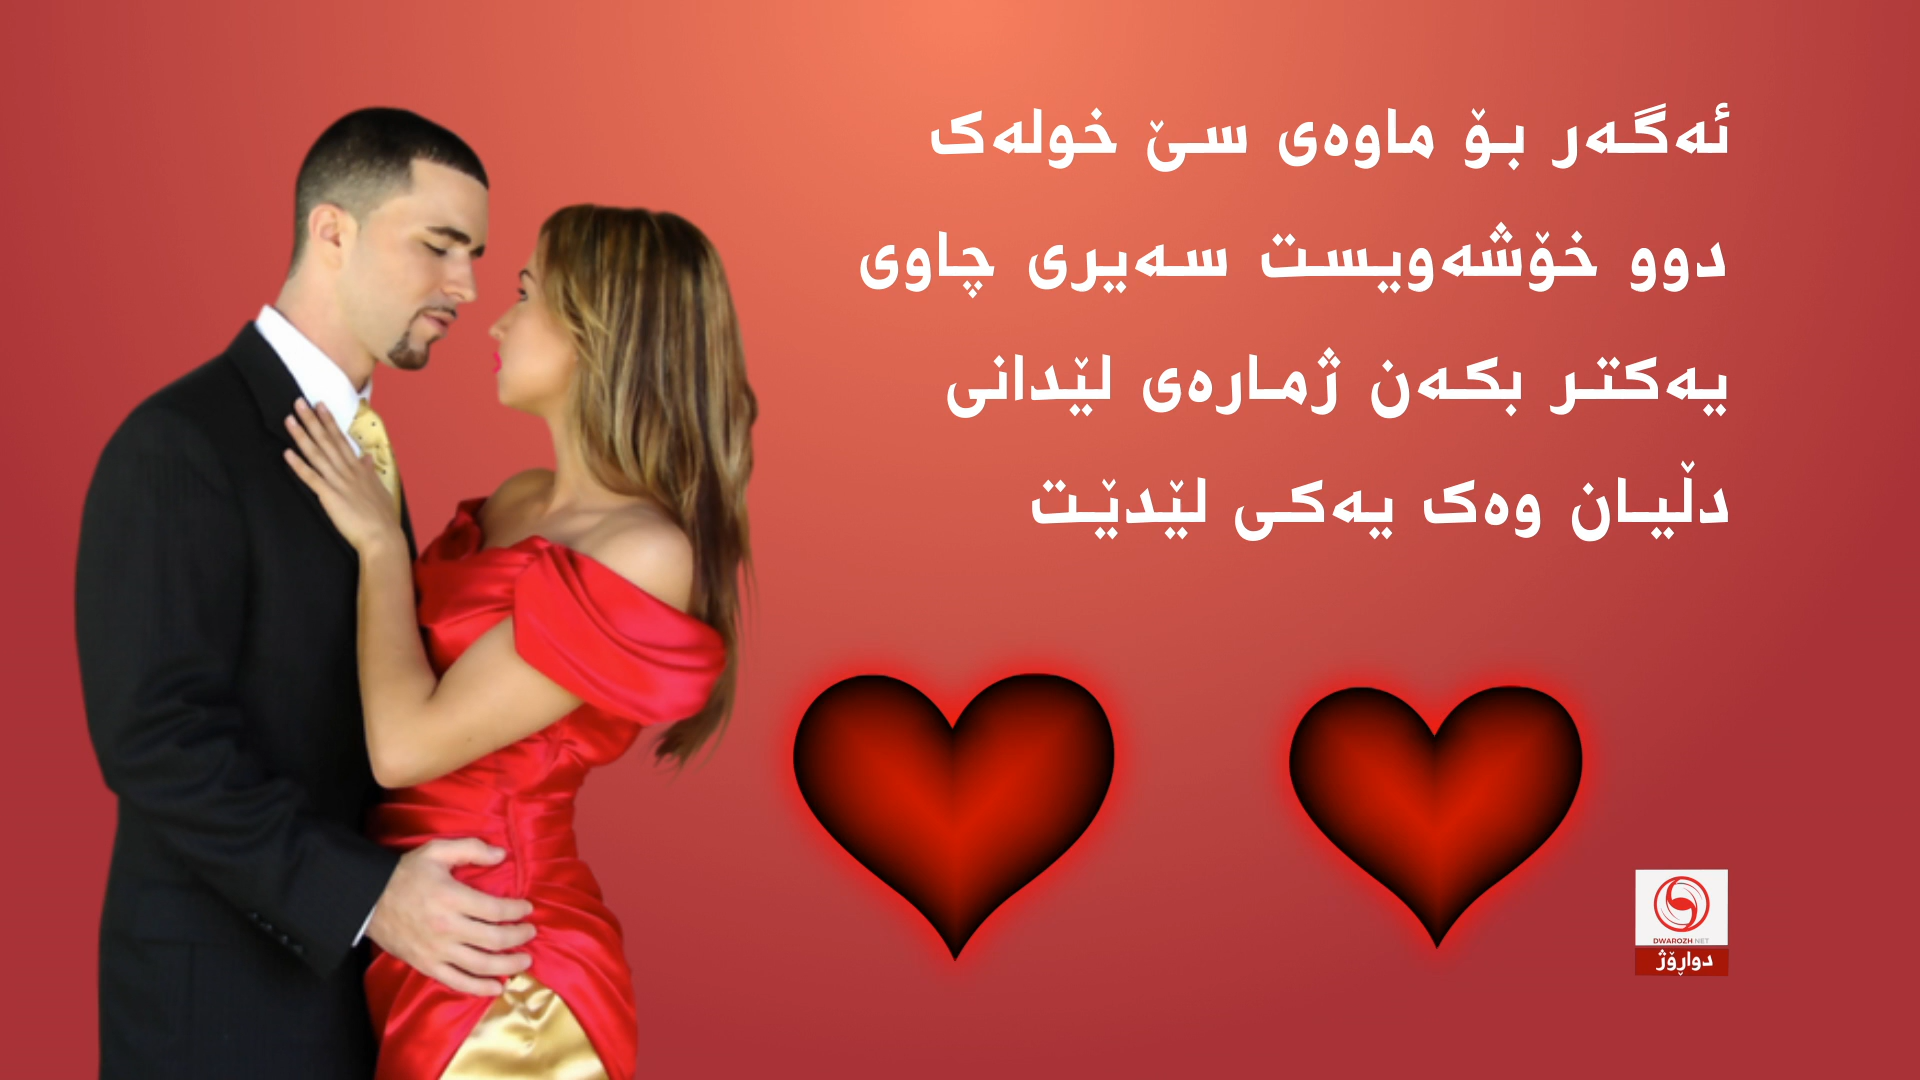 ئەگەر بۆ ماوەی سێ خولەک
دوو خۆشەویست سەیری چاوی
یەکتر بکەن ژمارەی لێدانی
دڵیان وەک یەکی لێدێت
DWAROZH.NET
دواڕۆژ